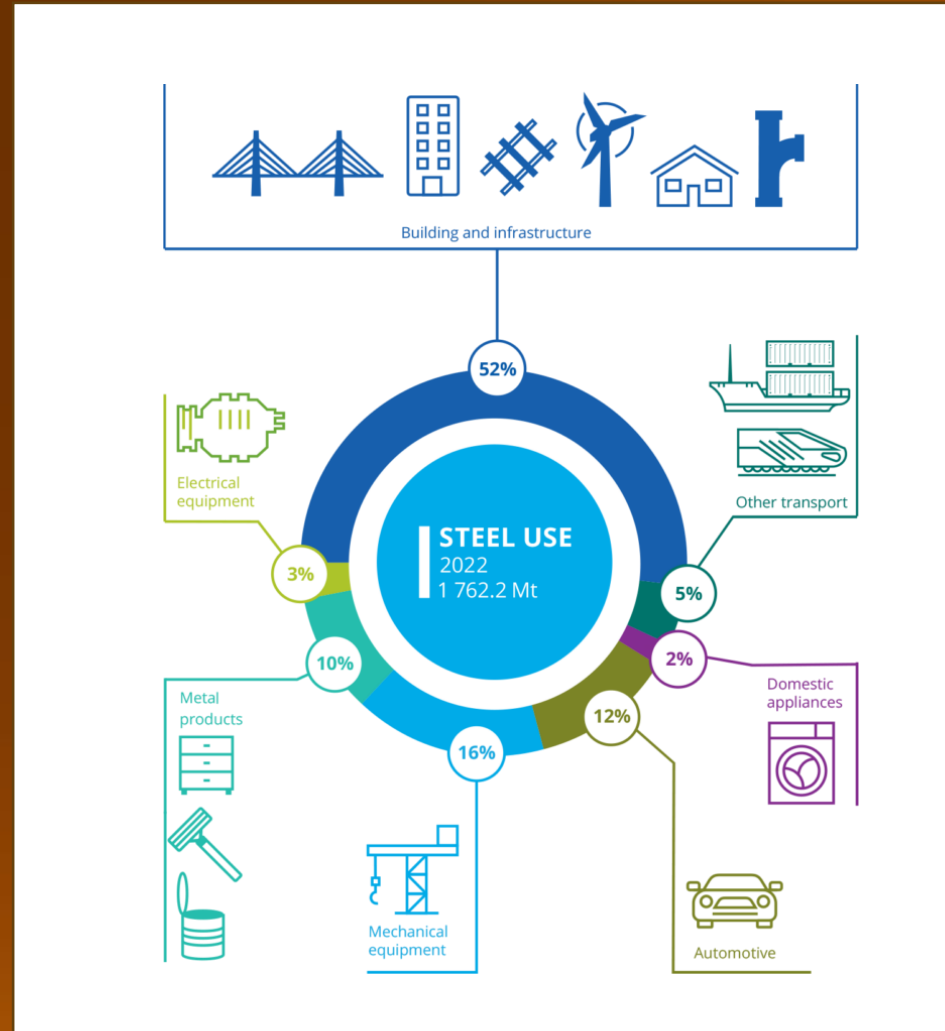 Building and infrastructure
52%
Electrical
equipment
Other transport
STEEL USE
2022
1 762.2 Mt
3%
5%
10%
2%
Metal
products
Domestic
appliances
12%
16%
Mechanical
equipment
Automotive